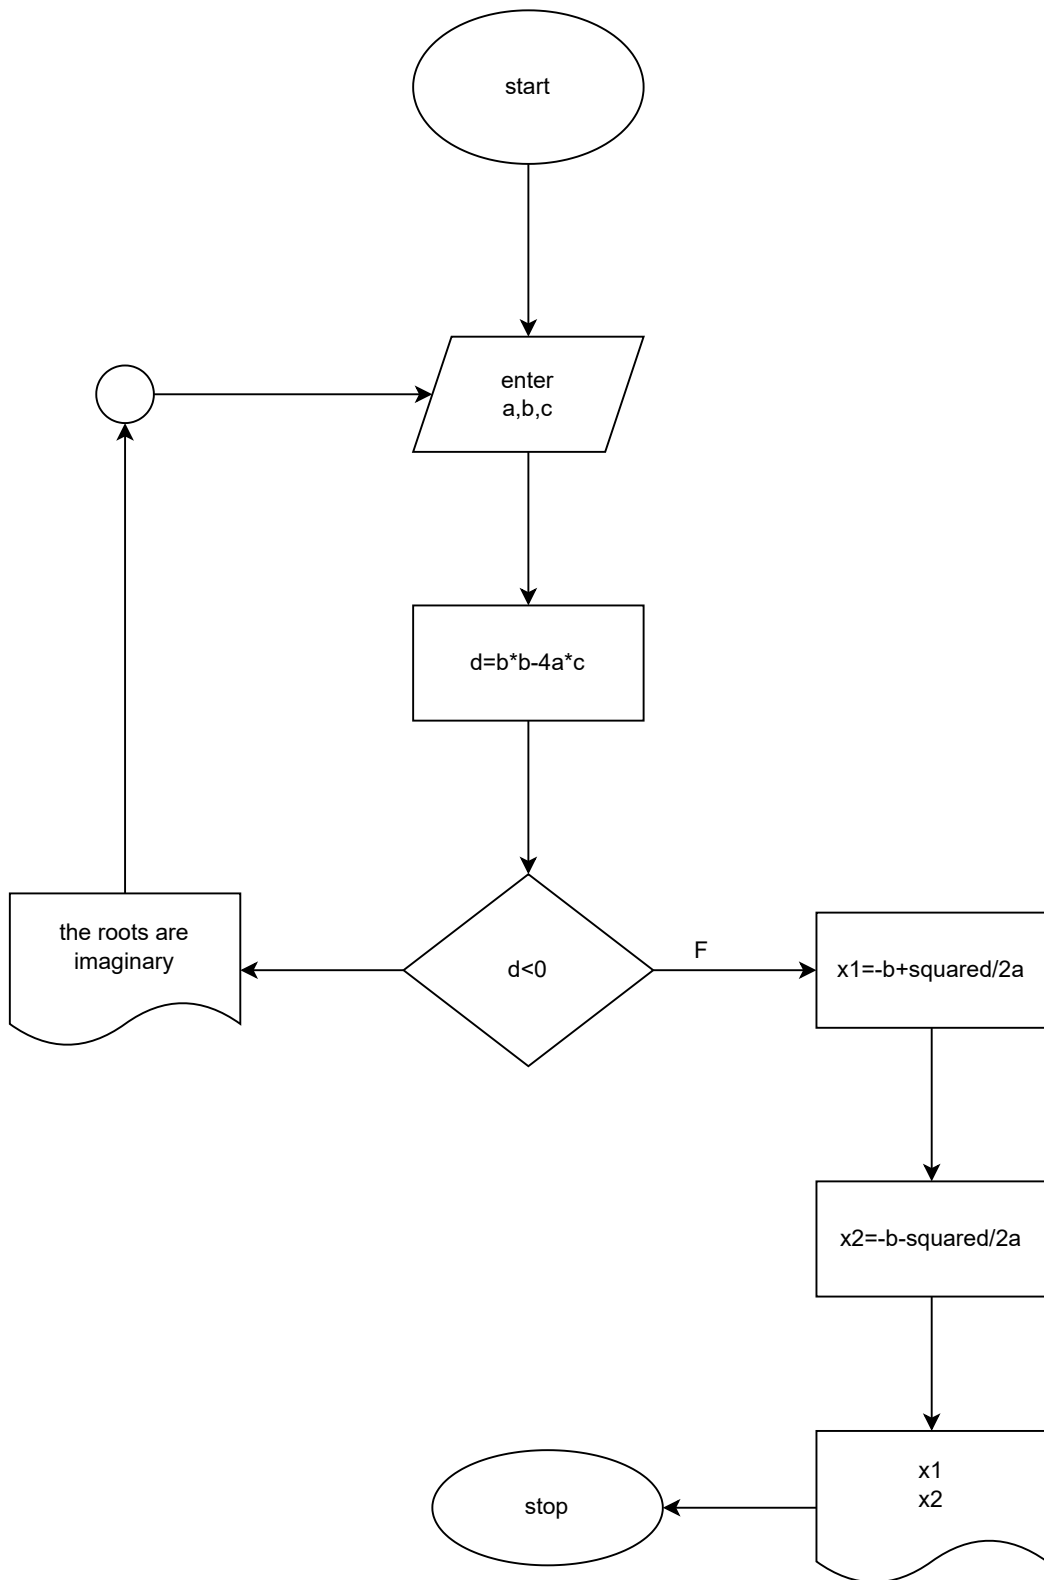 start
enter
a,b,c
d=b*b-4a*c
the roots are
imaginary
d<0
F
x1=-b+squared/2a
x2=-b-squared/2a
x1
x2
stop